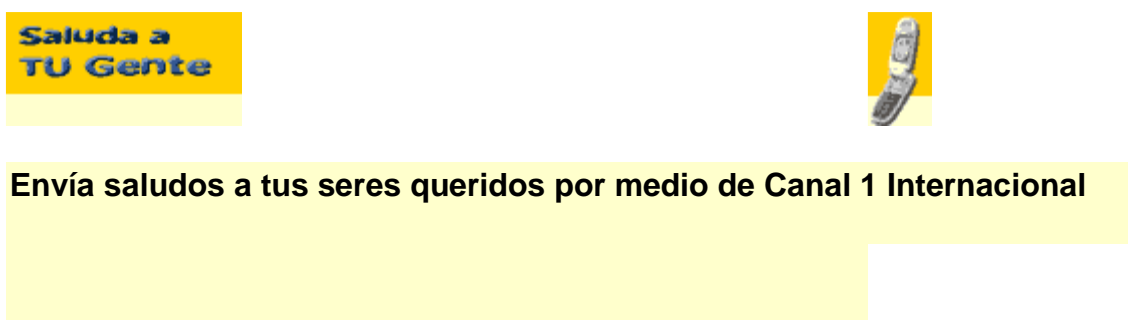 Saluda a
TU Gente
Envía saludos a tus seres queridos por medio de Canal 1 Internacional